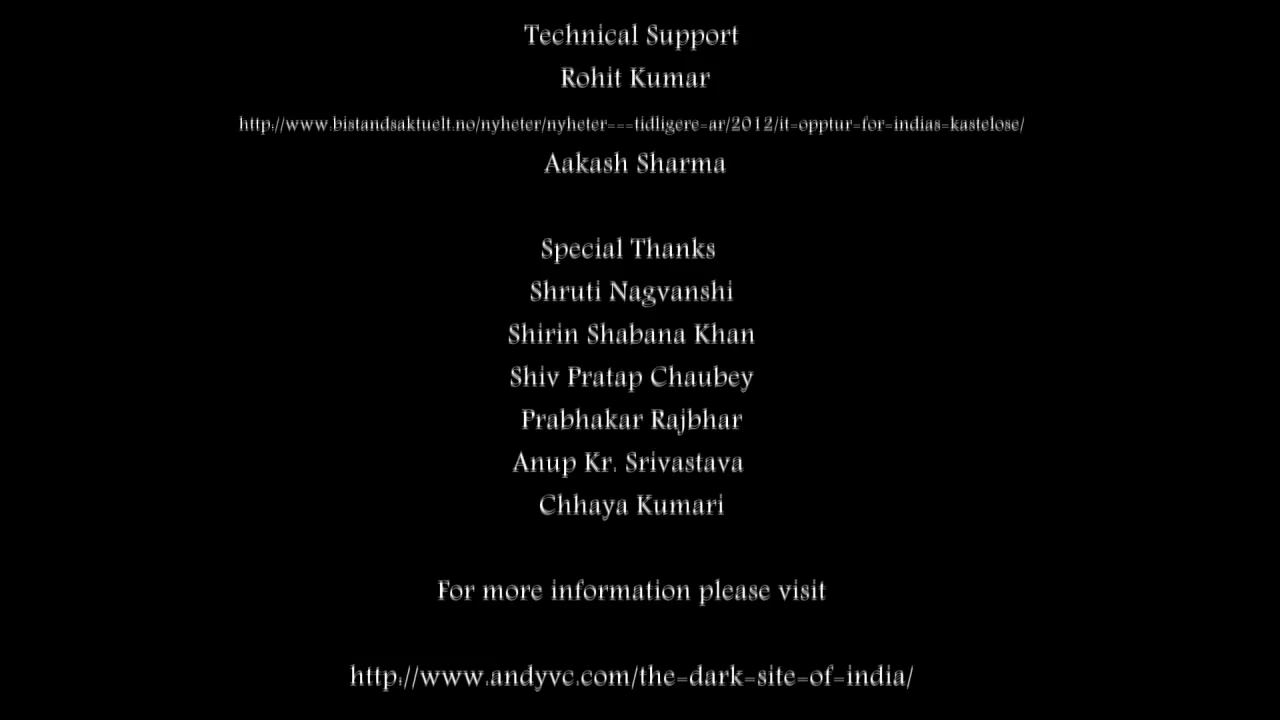 Technical Support
Rohit Kumar
http://www.bistandsaktuelt.no/nyheter/nyheter---tidligere-ar/2012/it-opptur-for-indias-kastelose/
Aakash Sharma
Special Thanks
Shruti Nagvanshi
Shirin Shabana Khan
Shiv Pratap Chaubey
Prabhakar Rajbhar
Anup Kr. Srivastava
Chhaya Kumari
For more information please visit
http://www.andyvc.com/the-dark-site-of-india/